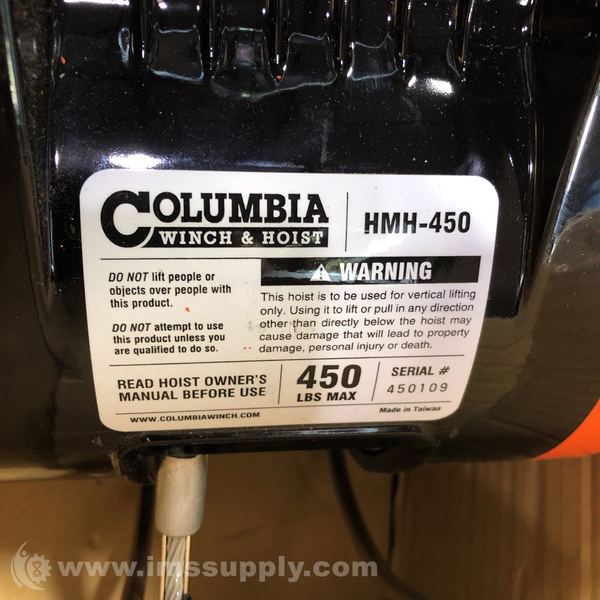 COLUMBIA
WINCH & HOIST
HMH-450
DO NOT lift people or
objects over people with
this product.
DO NOT attempt to use
this product unless you
are qualified to do so.
WARNING
This hoist is to be used for vertical lifting
only. Using it to lift or pull in any direction
other than directly below the hoist may
cause damage that will lead to property
damage, personal injury or death.
READ HOIST OWNER'S
MANUAL BEFORE USE
450
LBS MAX
SERIAL #
450109
WWW.COLUMBIAWINCH.COM
Made in Taiwan
www.imssupply.com